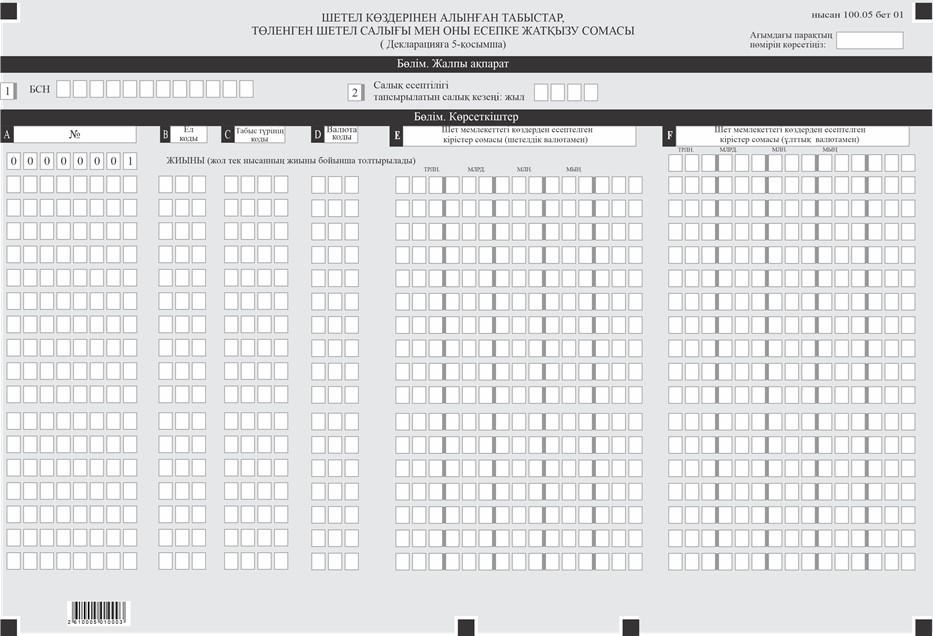 нысан 100.05 бет 01
ШЕТЕЛ КӨЗДЕРІНЕН АЛЫНҒАН ТАБЫСТАР,
ТӨЛЕНГЕН ШЕТЕЛ САЛЫҒЫ МЕН ОНЫ ЕСЕПКЕ ЖАТҚЫЗУ СОМАСЫ
( Декларацияға 5-қосымша)
Ағымдағы парақтың
нөмірін көрсетіңіз:
Бөлім. Жалпы ақпарат
1 БСН
2 Салық есептілігі
тапсырылатын салық кезеңі: жыл
Бөлім. Көрсеткіштер
A №
B Ел
коды
C Табыс түрінің
коды
D Валюта
коды
E Шет мемлекеттегі көздерден есептелген
кірістер сомасы (шетелдік валютамен)
F Шет мемлекеттегі көздерден есептелген
кірістер сомасы (ұлттық валютамен)
ТРЛН. МЛРД. МЛН. МЫҢ
0 0 0 0 0 0 0 1 ЖИЫНЫ (жол тек нысанның жиыны бойынша толтырылады)
ТРЛН. МЛРД. МЛН. МЫҢ
2 610005 010003